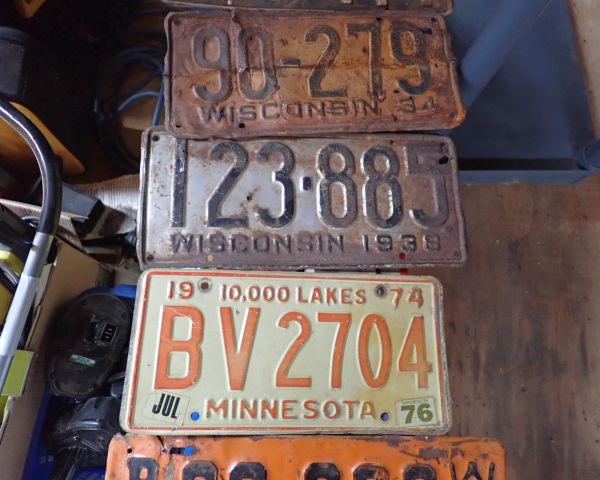 90-279
WISCONSIN 34
123·885
WISCONSIN 1938
19 10,000 LAKES 74
BV 2704
JUL MINNESOTA 76